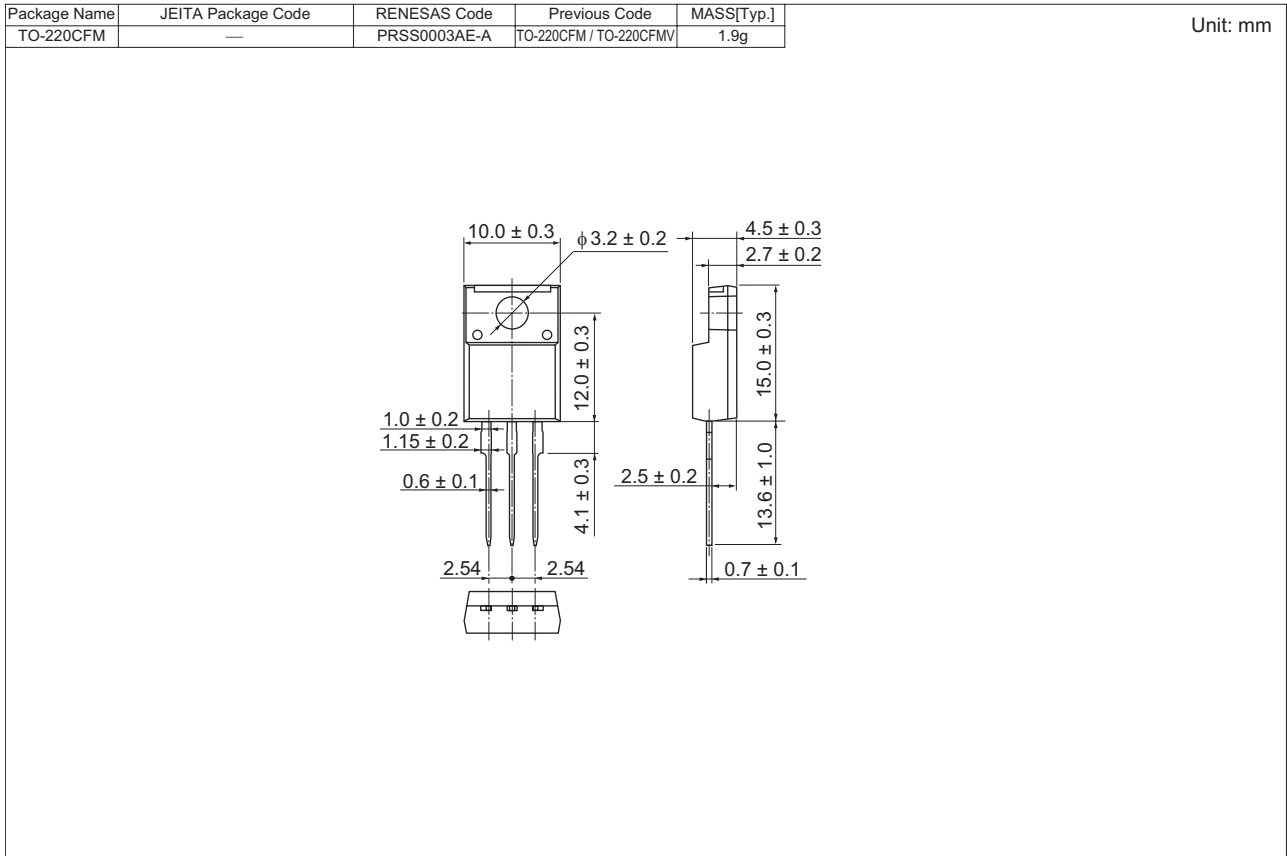 Package Name JEITA Package Code RENESAS Code Previous Code MASS[Typ.]
TO-220CFM — PRSS0003AE-A TO-220CFM / TO-220CFMV 1.9g
Unit: mm
10.0 ± 0.3
ϕ3.2 ± 0.2
4.5 ± 0.3
2.7 ± 0.2
12.0 ± 0.3
15.0 ± 0.3
1.0 ± 0.2
1.15 ± 0.2
0.6 ± 0.1
4.1 ± 0.3
2.5 ± 0.2
13.6 ± 1.0
2.54
2.54
0.7 ± 0.1